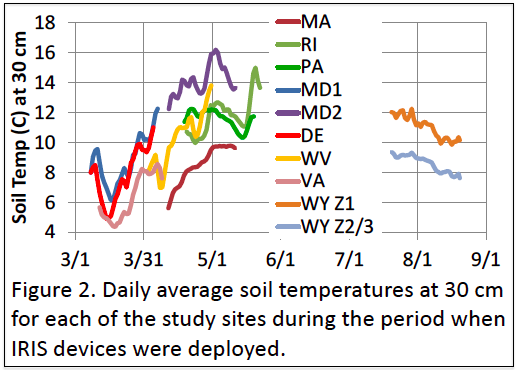 Soil Temp (C) at 30 cm
18
16
14
12
10
8
6
4
3/1
3/31
5/1
6/1
7/1
8/1
9/1
MA
RI
PA
MD1
MD2
DE
WV
VA
WY Z1
WY Z2/3
Figure 2. Daily average soil temperatures at 30 cm
for each of the study sites during the period when
IRIS devices were deployed.